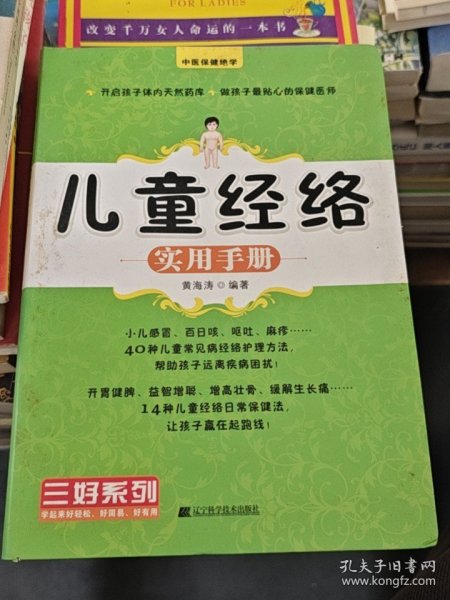 FOR LADIES
改变千万女人命运的一本书
中医保健绝学
开启孩子体内天然药库 做孩子最贴心的保健医师
儿童经络
实用手册
黄海涛◎编著
小儿感冒、百日咳、呕吐、麻疹……
40种儿童常见病经络护理方法，
帮助孩子远离疾病困扰！
开胃健脾、益智增聪、增高壮骨、缓解生长痛……
14种儿童经络日常保健法，
让孩子赢在起跑线！
三好系列
学起来好轻松、好简易、好有用
辽宁科学技术出版社
孔夫子旧书网
www.kongfz.com